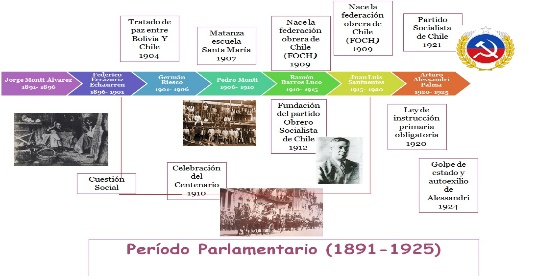 Tratado de
paz entre
Bolivia Y
Chile
1904
Matanza
escuela
Santa María
1907
Nace la
federación
obrera de
Chile (FOCH)
1909
Nace la
federación
obrera de
Chile (FOCH)
1909
Partido
Socialista
de Chile
1921
Jorge Montt Álvarez
1891- 1896
Federico
Errázuriz
Echaurren
1896- 1901
Germán
Riesco
1901- 1906
Pedro Montt
1906- 1910
Ramón
Barros Luco
1910- 1915
Juan Luis
Sanfuentes
1915- 1920
Arturo
Alessandri
Palma
1920- 1925
Fundación
del partido
Obrero
Socialista
de Chile
1912
Ley de
instrucción
primaria
obligatoria
1920
Cuestión
Social
Celebración
del
Centenario
1910
Golpe de
estado y
autoexilio
de
Alessandri
1924
Período Parlamentario (1891-1925)